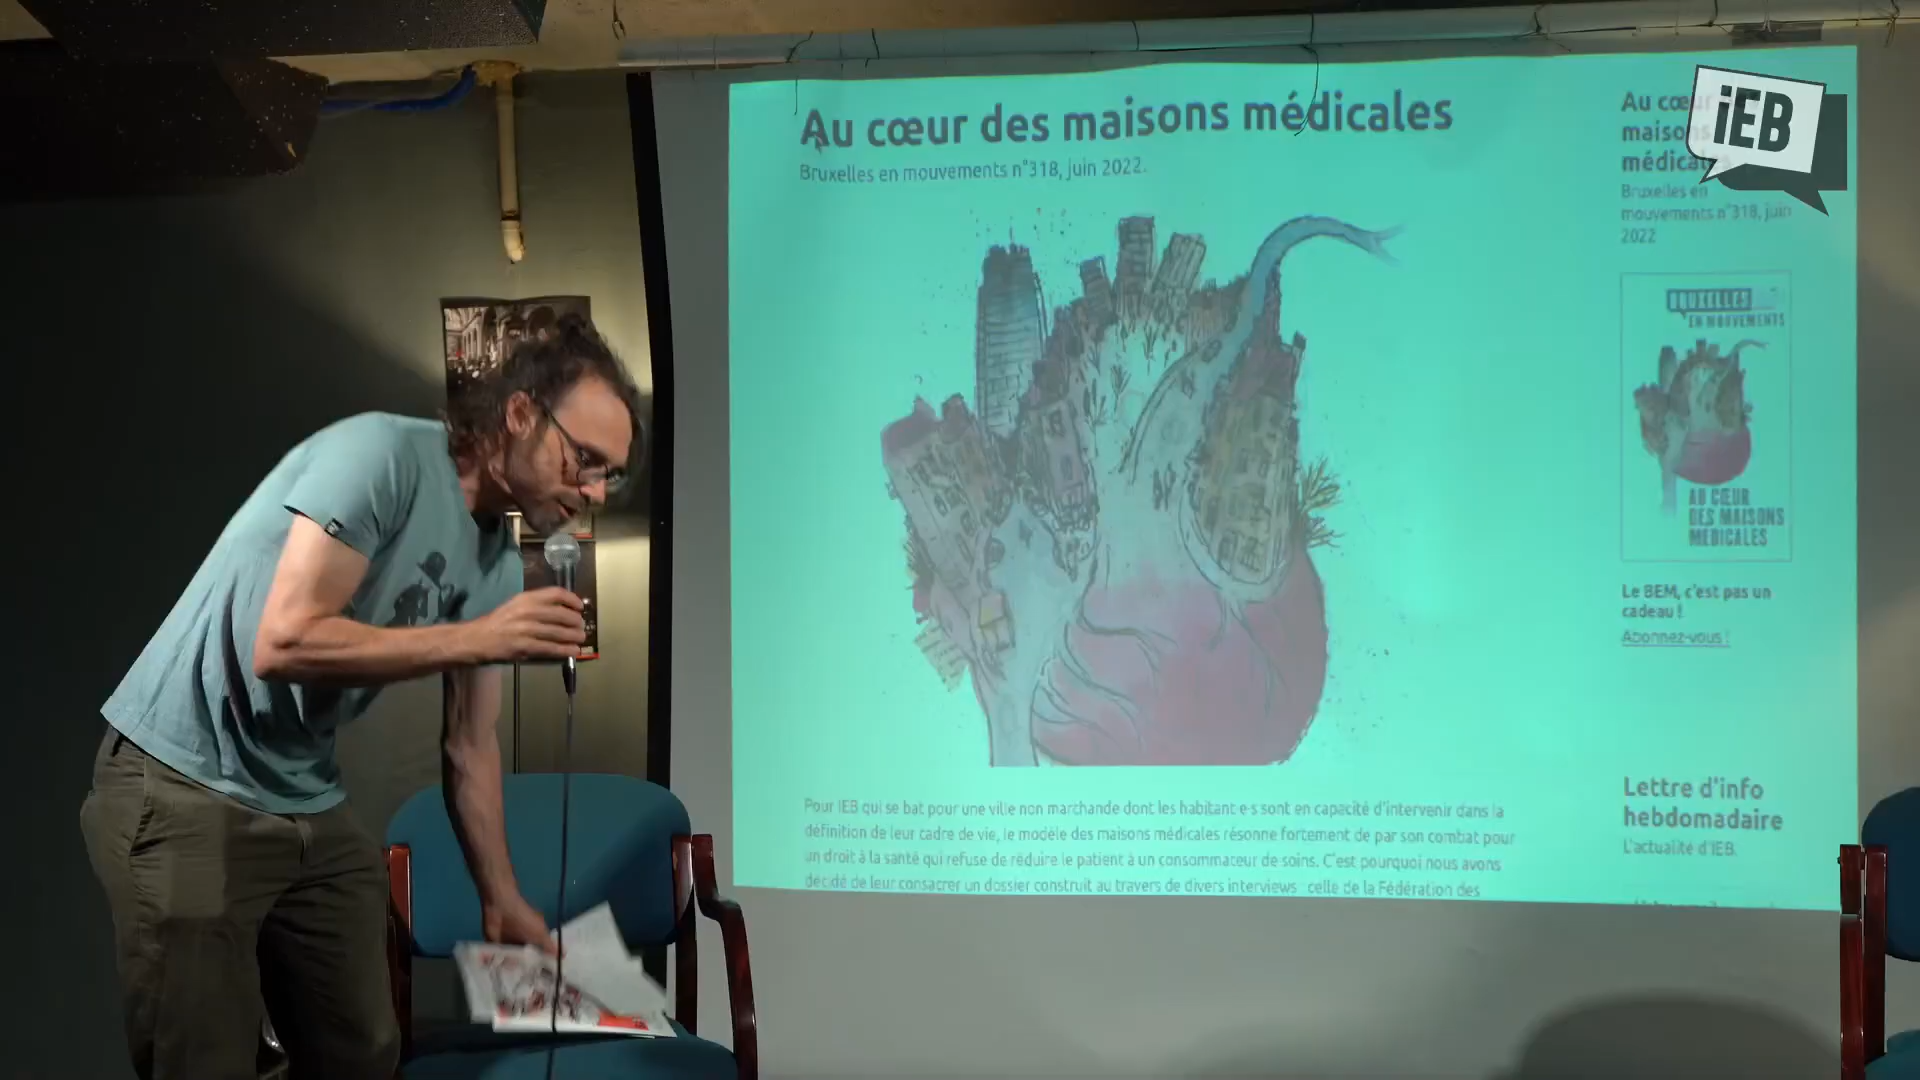 Au cœur des maisons médicales
Bruxelles en mouvements n°318, juin 2022.
Pour IEB qui se bat pour une ville non marchande dont les habitant·e·s sont en capacité d'intervenir dans la
définition de leur cadre de vie, le modèle des maisons médicales résonne fortement de par son combat pour
un droit à la santé qui refuse de réduire le patient à un consommateur de soins. C'est pourquoi nous avons
décidé de leur consacrer un dossier construit au travers de divers interviews : celle de la Fédération des
Au cœur
maisons
médicales
Bruxelles en
mouvements n°318, juin
2022
iEB
BRUXELLES
EN MOUVEMENTS
AU CŒUR
DES MAISONS
MÉDICALES
Le BEM, c'est pas un
cadeau !
Abonnez-vous !
Lettre d'info
hebdomadaire
L'actualité d'IEB.